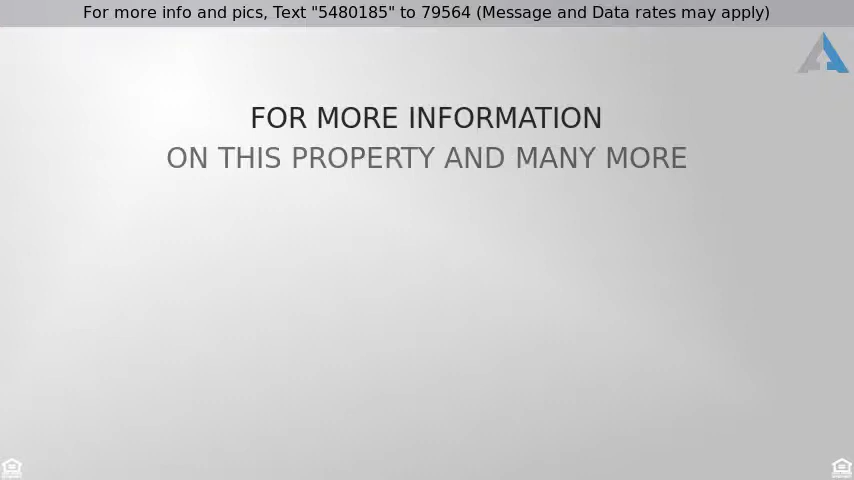 For more info and pics, Text "5480185" to 79564 (Message and Data rates may apply)
FOR MORE INFORMATION
ON THIS PROPERTY AND MANY MORE